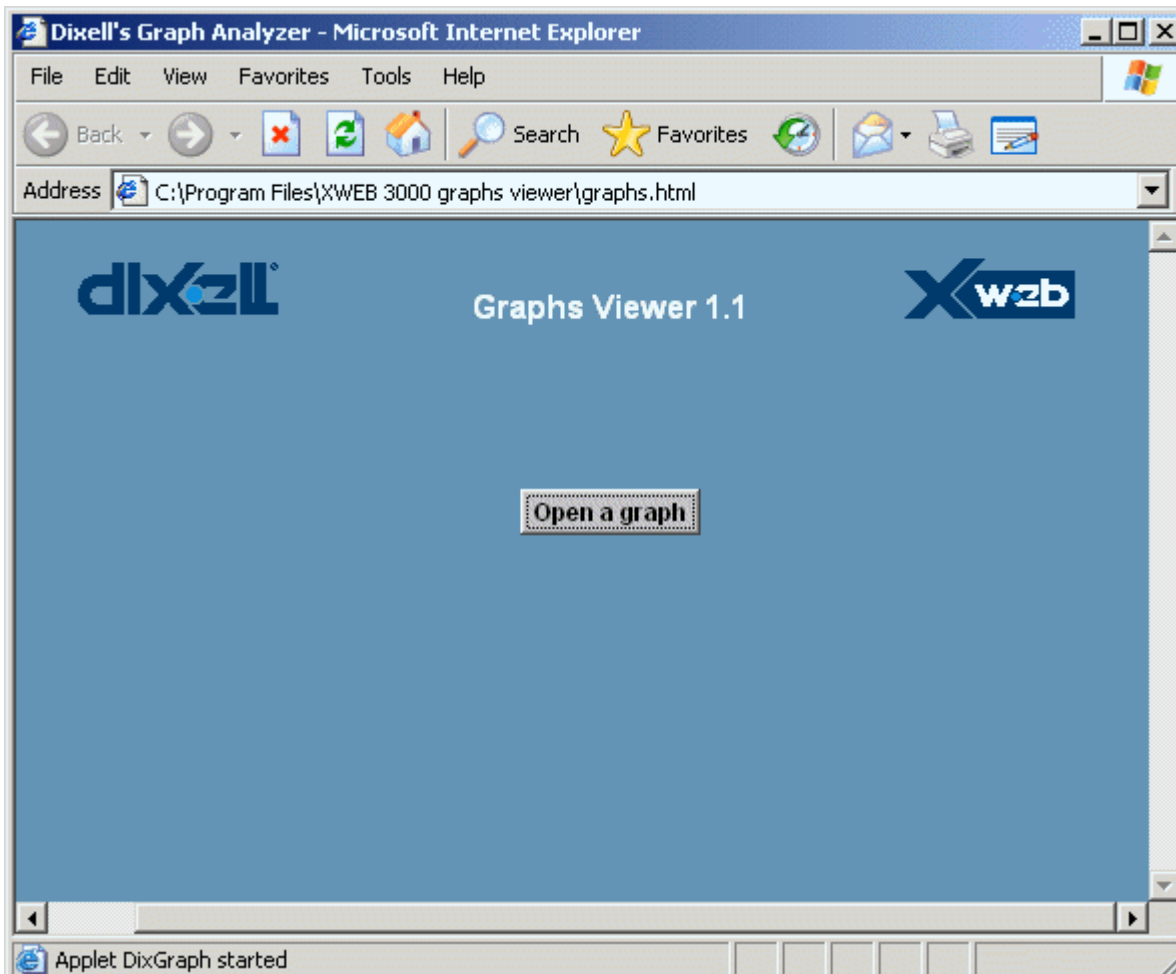 Dixell's Graph Analyzer - Microsoft Internet Explorer
File Edit View Favorites Tools Help
Back Search Favorites
Address C:\Program Files\XWEB 3000 graphs viewer\graphs.html
dixell
Graphs Viewer 1.1
Xweb
Open a graph
Applet DixGraph started